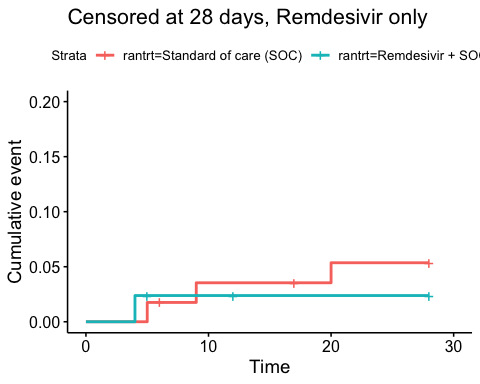 Censored at 28 days, Remdesivir only
Strata rantrt=Standard of care (SOC) rantrt=Remdesivir + SO
0.20
0.15
0.10
0.05
0.00
Cumulative event
0 10 20 30
Time